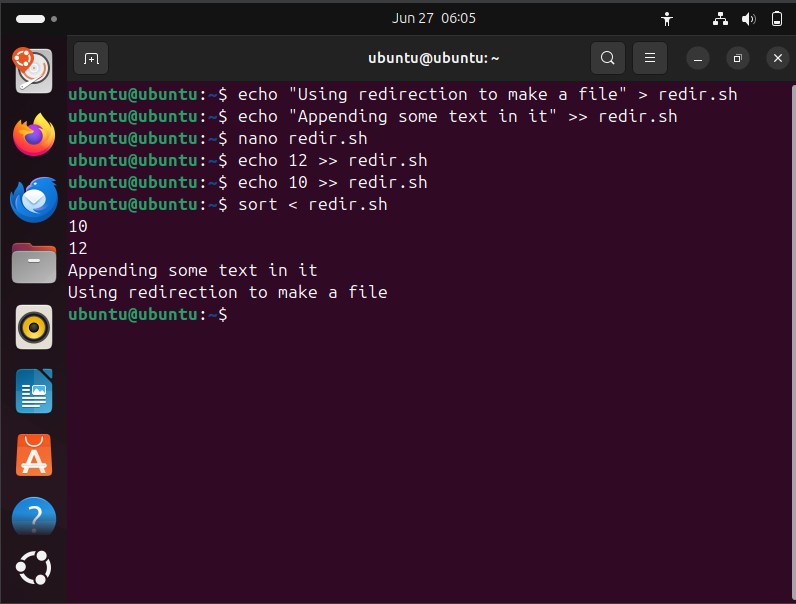 Jun 27 06:05
ubuntu@ubuntu: ~
ubuntu@ubuntu:~$ echo "Using redirection to make a file" > redir.sh
ubuntu@ubuntu:~$ echo "Appending some text in it" >> redir.sh
ubuntu@ubuntu:~$ nano redir.sh
ubuntu@ubuntu:~$ echo 12 >> redir.sh
ubuntu@ubuntu:~$ echo 10 >> redir.sh
ubuntu@ubuntu:~$ sort < redir.sh
10
12
Appending some text in it
Using redirection to make a file
ubuntu@ubuntu:~$